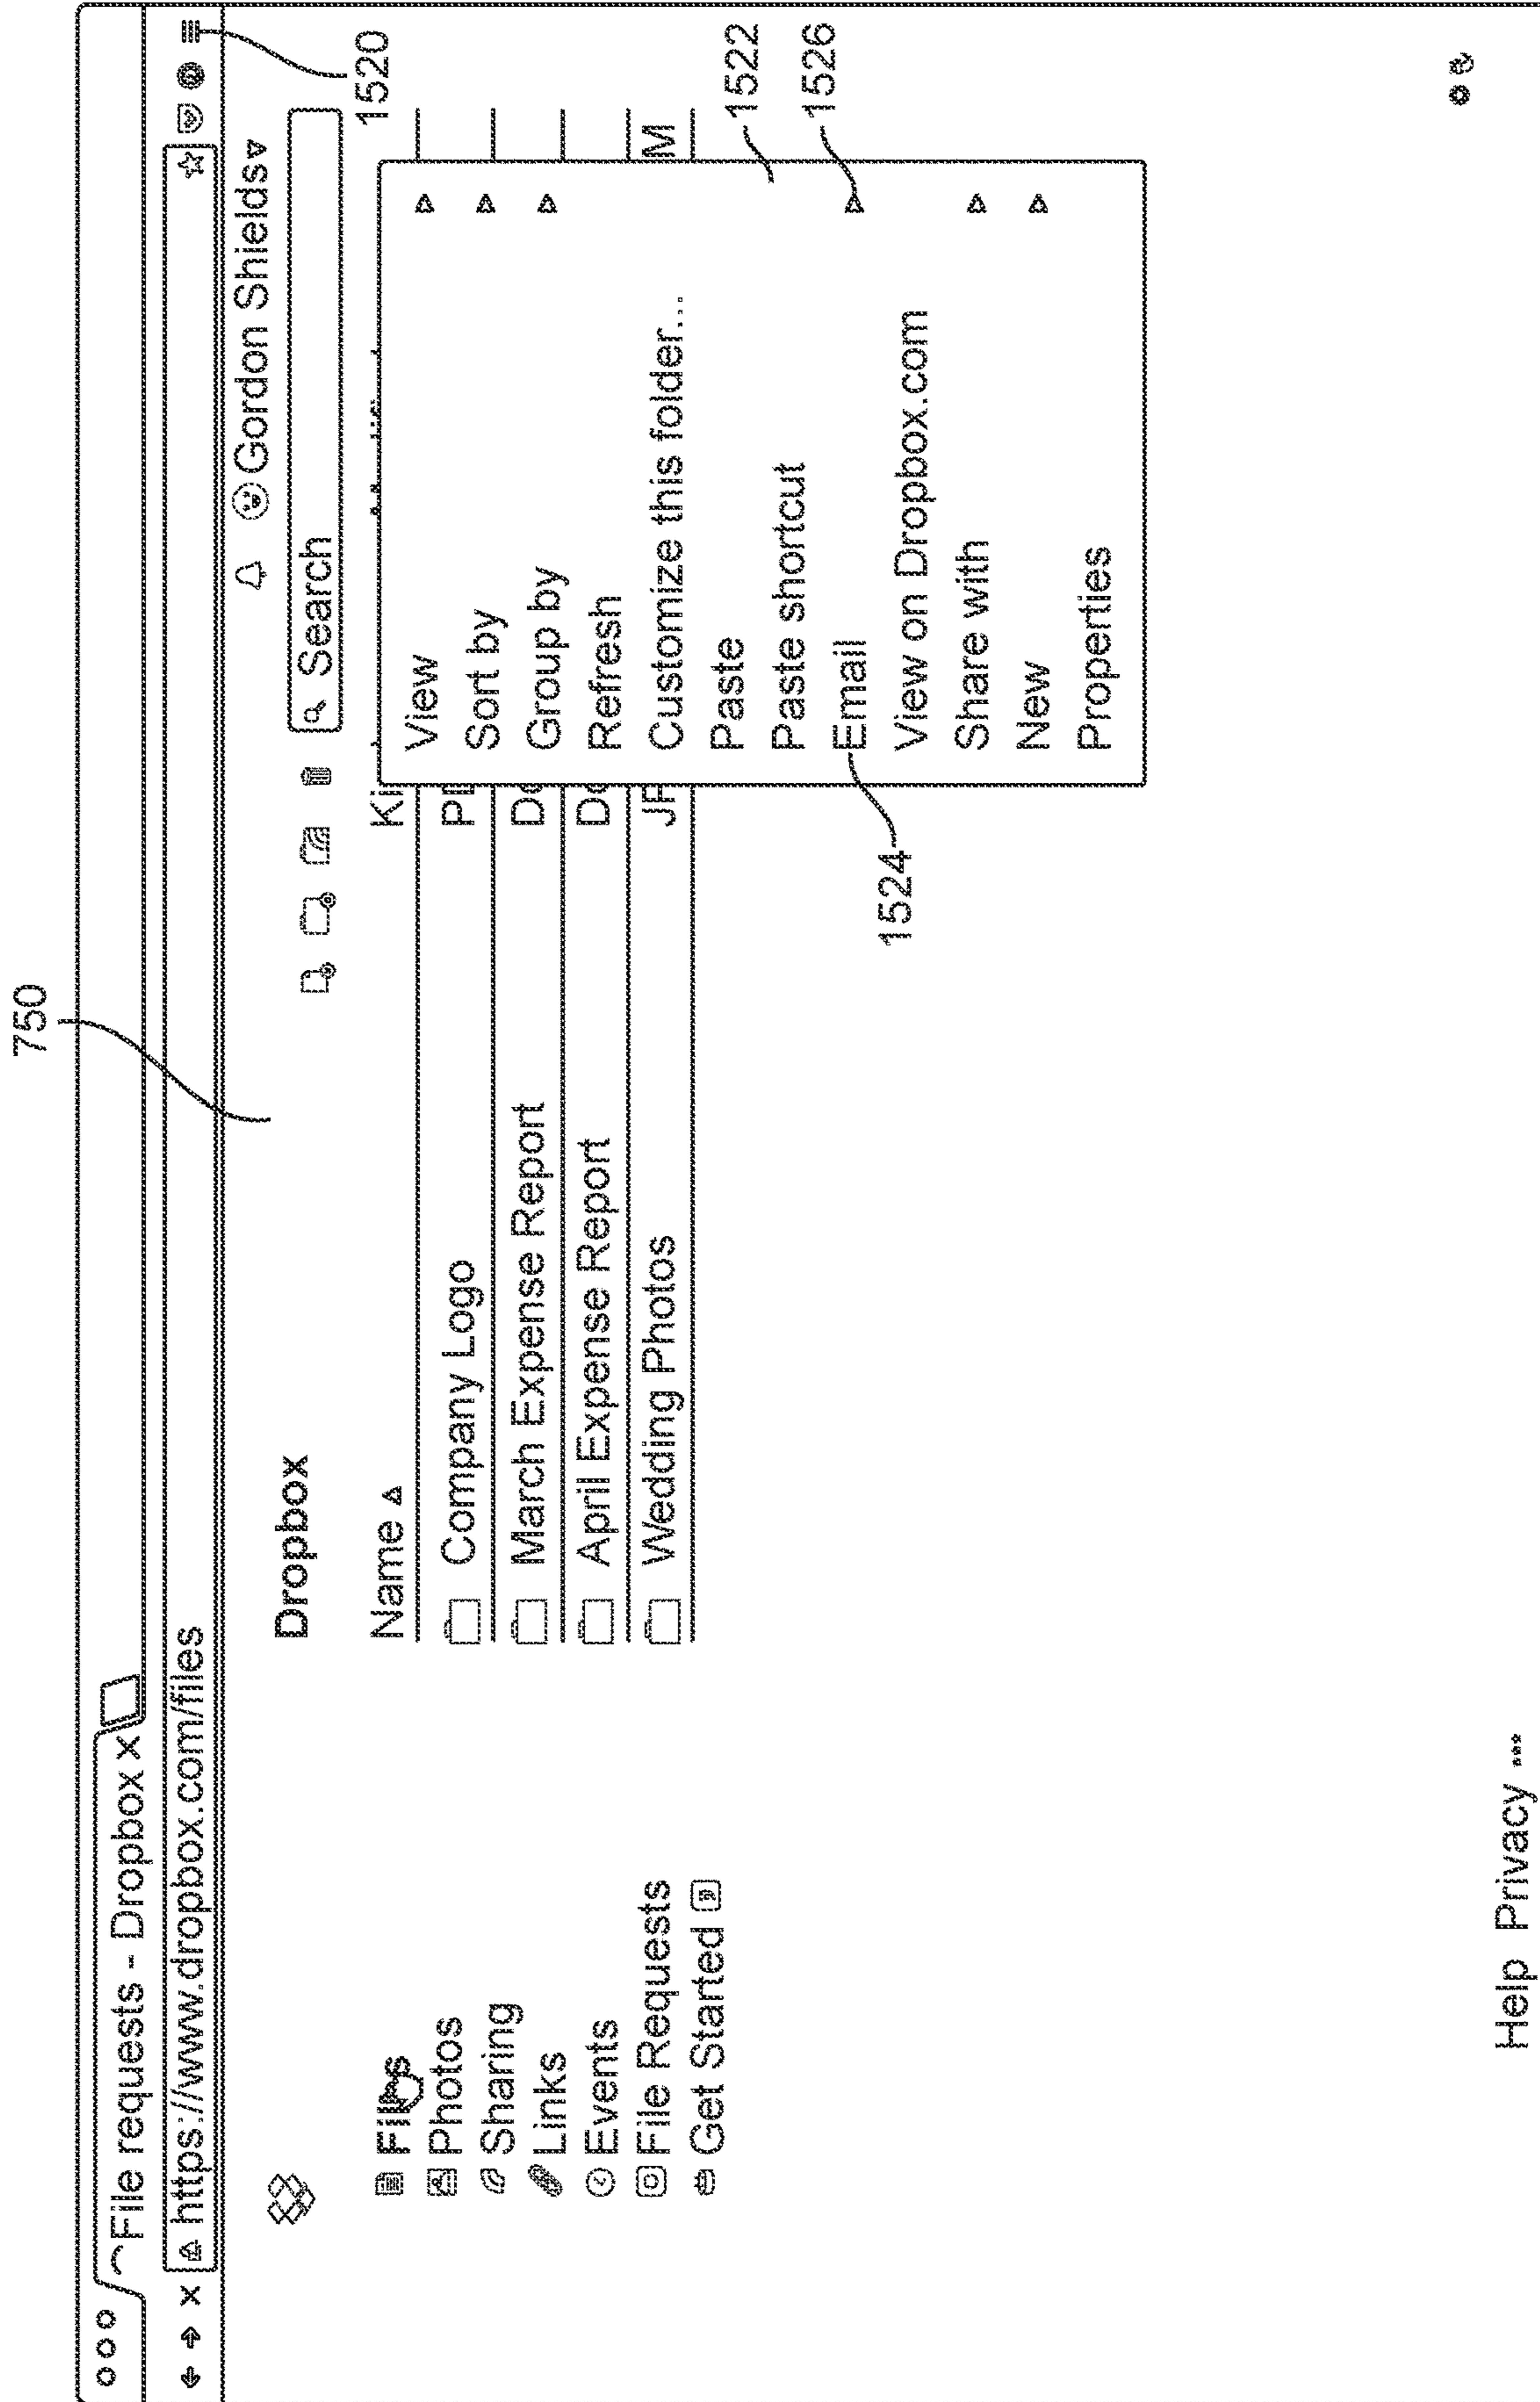 750
File requests - Dropbox x
https://www.dropbox.com/files
1520
Gordon Shields
Dropbox
Search
Files
Photos
Sharing
Links
Events
File Requests
Get Started
Name
Ki
Company Logo
March Expense Report
April Expense Report
Wedding Photos
M
View
Sort by
Group by
Refresh
Customize this folder...
Paste
Paste shortcut
Email
View on Dropbox.com
Share with
New
Properties
1522
1526
1524
Help Privacy ...